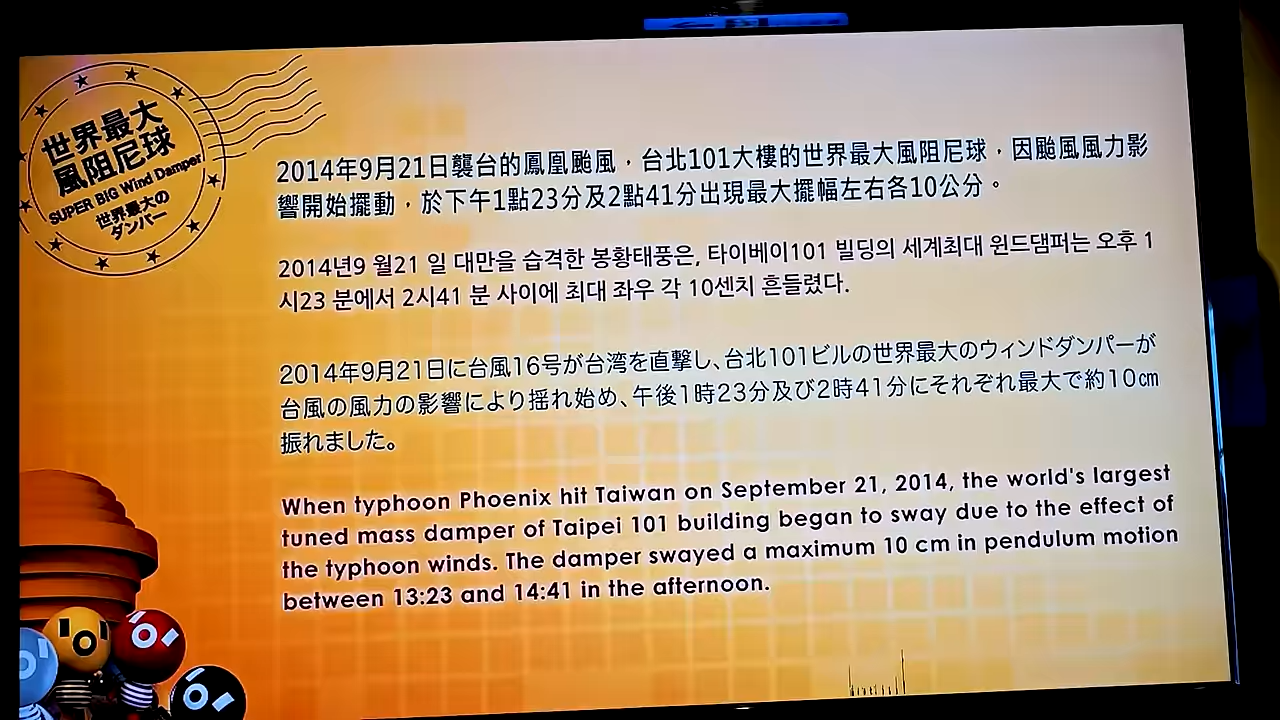 世界最大
風阻尼球
SUPER BIG Wind Damper
世界最大の
ダンパー
2014年9月21日襲台的鳳凰颱風，台北101大樓的世界最大風阻尼球，因颱風風力影
響開始擺動，於下午1點23分及2點41分出現最大擺幅左右各10公分。
2014년9 월21 일 대만을 습격한 봉황태풍은, 타이베이101 빌딩의 세계최대 윈드댐퍼는 오후 1
시23 분에서 2시41 분 사이에 최대 좌우 각 10센치 흔들렸다.
2014年9月21日に台風16号が台湾を直撃し、台北101ビルの世界最大のウィンドダンパーが
台風の風力の影響により揺れ始め、午後1時23分及び2時41分にそれぞれ最大で約10㎝
振れました。
When typhoon Phoenix hit Taiwan on September 21, 2014, the world's largest
tuned mass damper of Taipei 101 building began to sway due to the effect of
the typhoon winds. The damper swayed a maximum 10 cm in pendulum motion
between 13:23 and 14:41 in the afternoon.